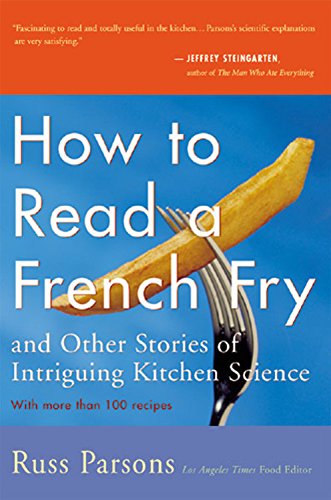 "Fascinating to read and totally useful in the kitchen... Parsons's scientific explanations
are very satisfying."
— JEFFREY STEINGARTEN,
author of The Man Who Ate Everything
How to
Read a
French Fry
and Other Stories of
Intriguing Kitchen Science
With more than 100 recipes
Russ Parsons Los Angeles Times Food Editor